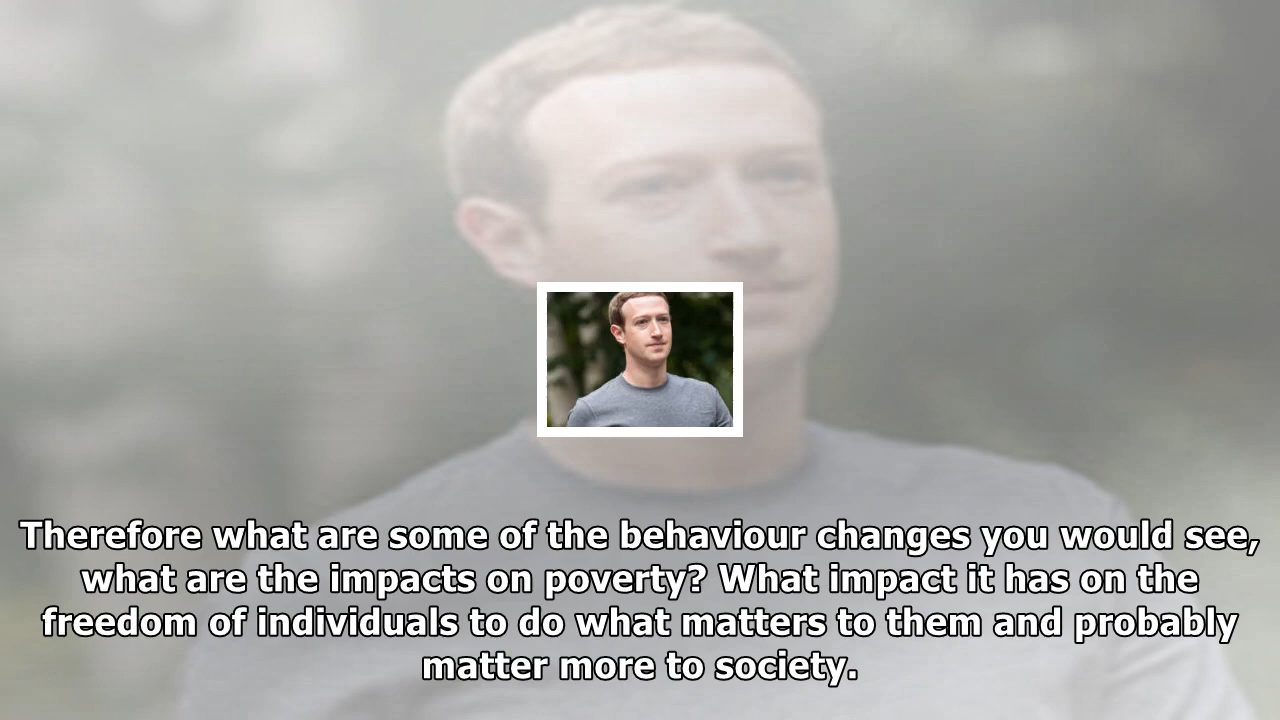 Therefore what are some of the behaviour changes you would see,
what are the impacts on poverty? What impact it has on the
freedom of individuals to do what matters to them and probably
matter more to society.